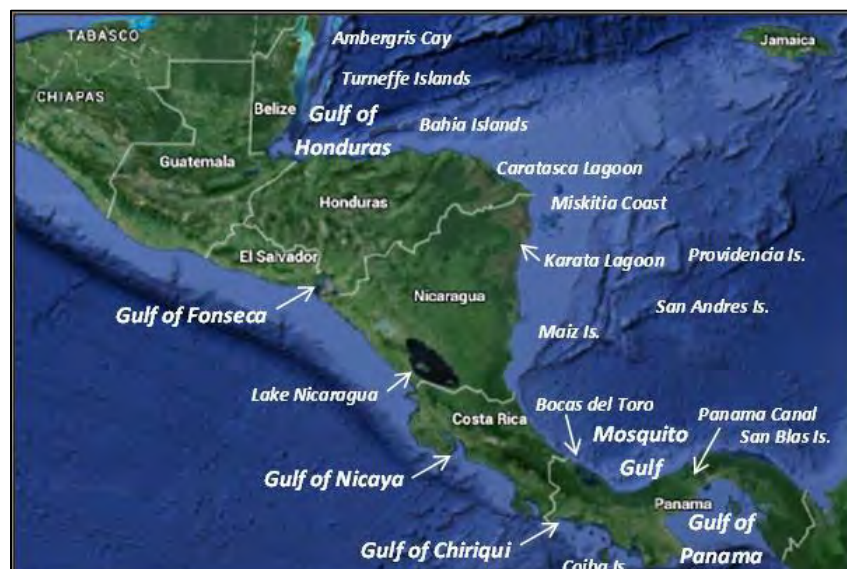 TABASCO
Ambergris Cay
Jamaica
Turneffe Islands
CHIAPAS
Belize
Gulf of
Honduras
Bahia Islands
Guatemala
Caratasca Lagoon
Honduras
Miskitia Coast
El Salvador
Karata Lagoon
Providencia Is.
Nicaragua
Gulf of Fonseca
San Andres Is.
Maiz Is.
Lake Nicaragua
Costa Rica
Bocas del Toro
Panama Canal
Mosquito
Gulf
San Blas Is.
Gulf of Nicaya
Panama
Gulf of
Panama
Gulf of Chiriqui
Coiba Is.